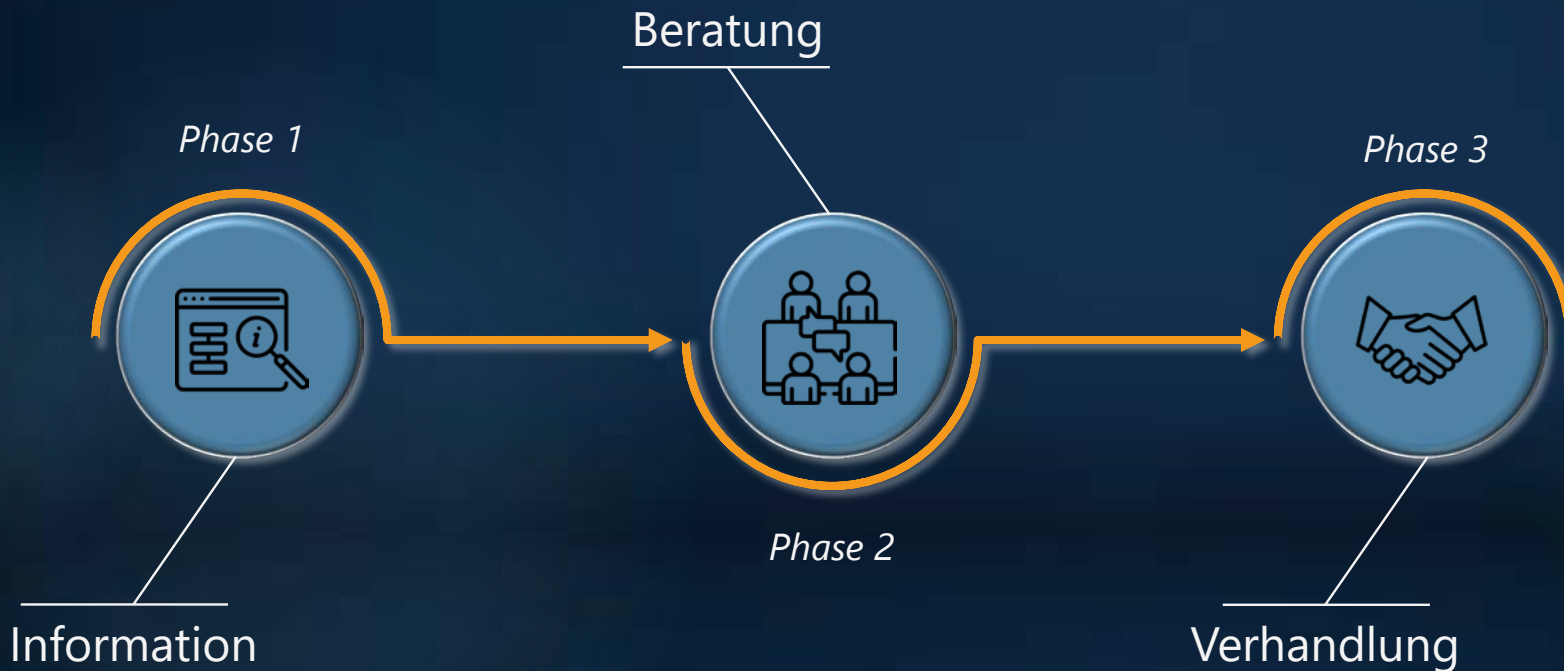 Beratung
Phase 1
Phase 3
i
Phase 2
Information
Verhandlung